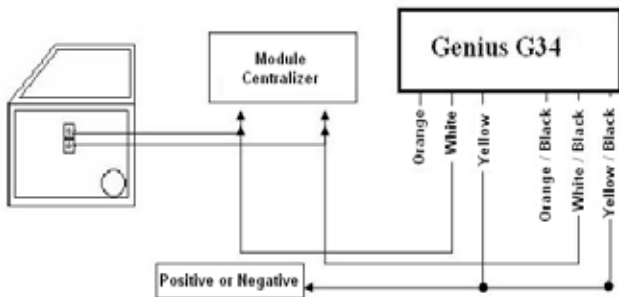 Module
Centralizer
Genius G34
Orange
White
Yellow
Orange / Black
White / Black
Yellow / Black
Positive or Negative